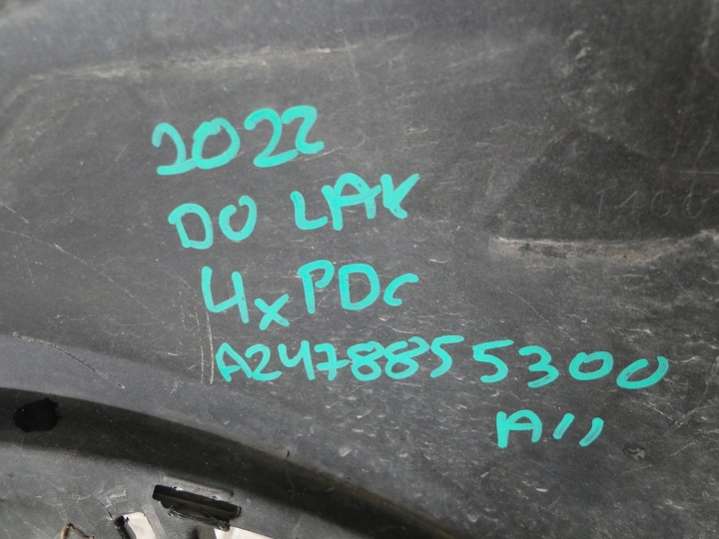 2022
DO LAK
4xPDC
A2478855300
A11